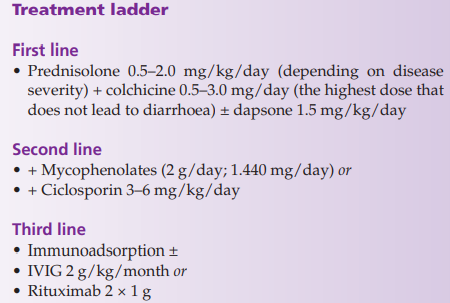 Treatment ladder
First line
• Prednisolone 0.5–2.0 mg/kg/day (depending on disease
severity) + colchicine 0.5–3.0 mg/day (the highest dose that
does not lead to diarrhoea) ± dapsone 1.5 mg/kg/day
Second line
• + Mycophenolates (2 g/day; 1.440 mg/day) or
• + Ciclosporin 3–6 mg/kg/day
Third line
• Immunoadsorption ±
• IVIG 2 g/kg/month or
• Rituximab 2 × 1 g